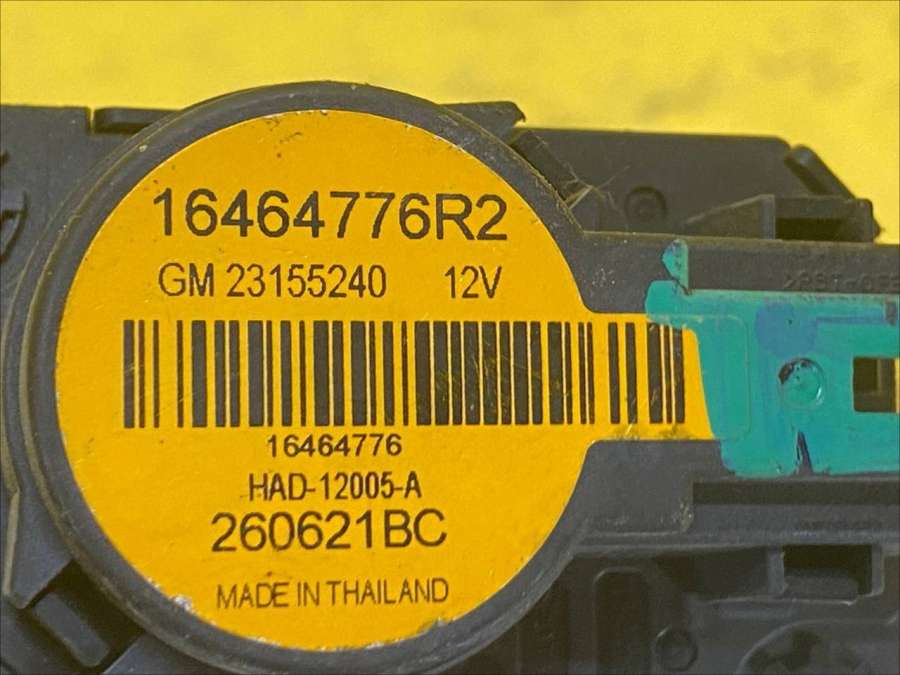 16464776R2
GM 23155240 12V
16464776
HAD-12005-A
260621BC
MADE IN THAILAND